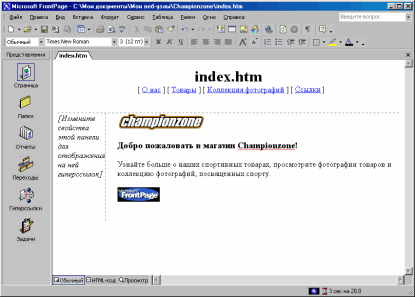 Microsoft FrontPage - C:\Мои документы\Мои веб-узлы\Championzone\index.htm
Файл Правка Вид Вставка Формат Сервис Таблица Рамки Окно Справка Введите вопрос
Обычный Times New Roman 3 (12 пт) Ж К Ч
Представления index.htm
Страница
Папки
Отчеты
Переходы
Гиперссылки
Задачи
index.htm
[ О нас ] [ Товары ] [ Коллекция фотографий ] [ Ссылки ]
[Измените
свойства
этой панели
для
отображения
на ней
гиперссылок]
championzone
Добро пожаловать в магазин Championzone!
Узнайте больше о наших спортивных товарах, просмотрите фотографии товаров и
коллекцию фотографий, посвященных спорту.
Microsoft
FrontPage
Обычный HTML-код Просмотр
3 сек на 28,8